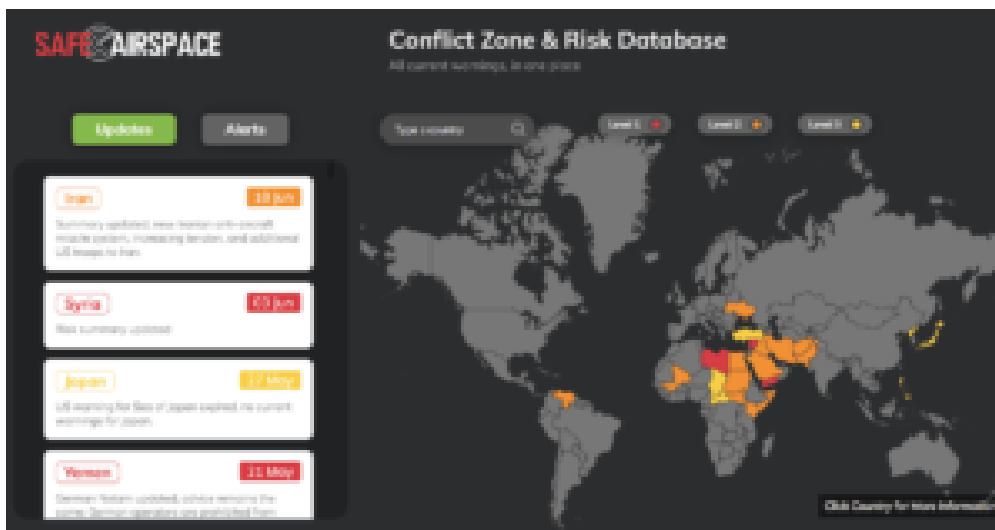 SAFE AIRSPACE
Conflict Zone & Risk Database
All current warnings, in one place
Updates
Alerts
Type a country
Level 1
Level 2
Level 3
Iran
Summary updated, new Iranian anti-aircraft
missile system, increasing tension, and additional
US troops to Iran.
Syria
03 Jun
Risk summary updated
Japan
27 May
US warning for Sea of Japan expired, no current
warnings for Japan.
Yemen
21 May
German Notam updated, advice remains the
same, German operators are prohibited from
Click Country for More Information